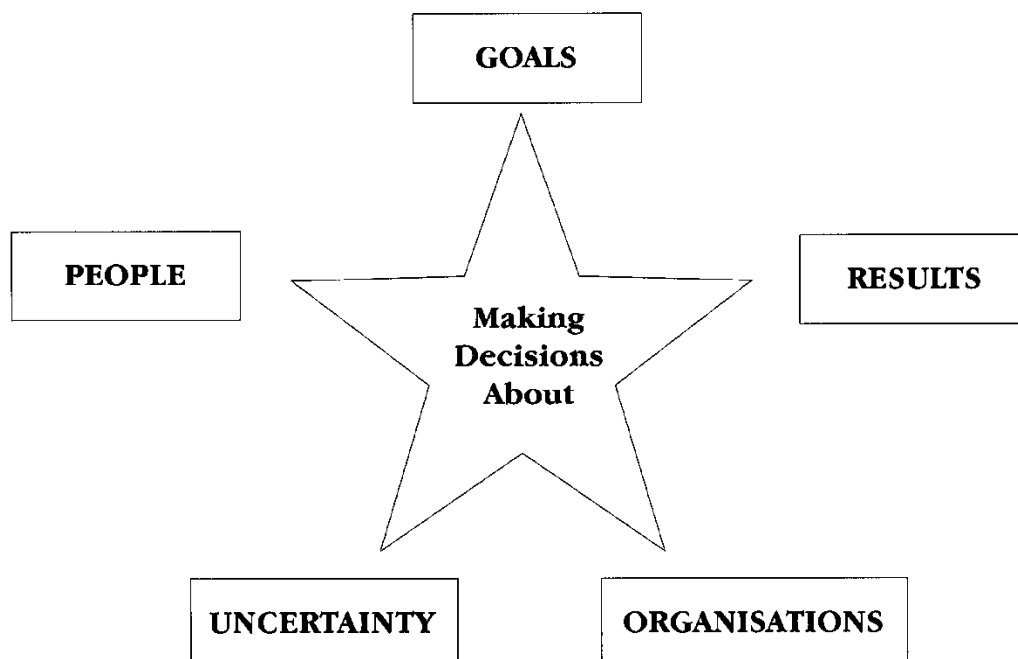 GOALS
PEOPLE
RESULTS
Making
Decisions
About
UNCERTAINTY
ORGANISATIONS